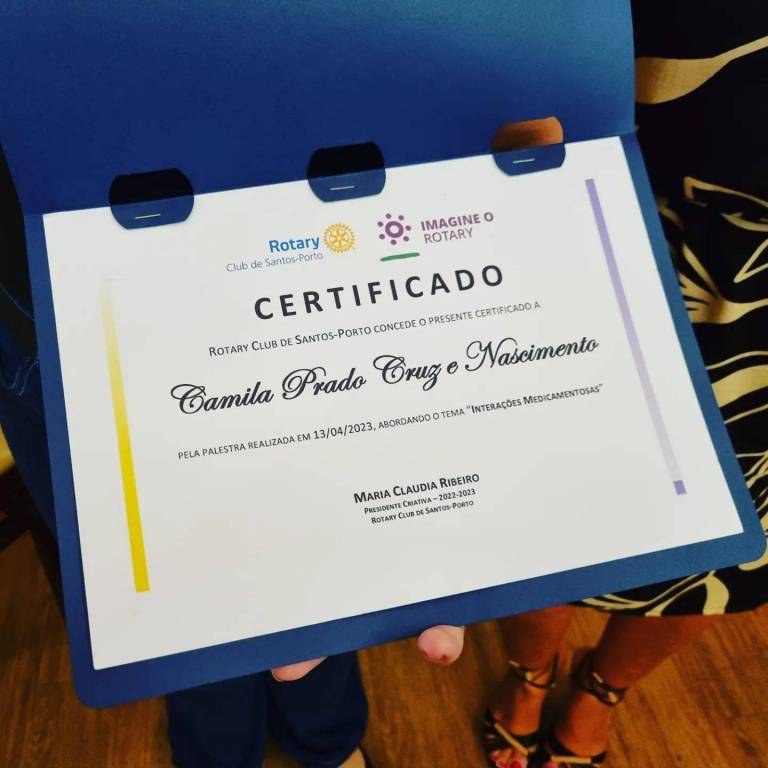 Rotary
Club de Santos-Porto
IMAGINE O
ROTARY
CERTIFICADO
ROTARY CLUB DE SANTOS-PORTO CONCEDE O PRESENTE CERTIFICADO A
Camila Prado Cruz e Nascimento
PELA PALESTRA REALIZADA EM 13/04/2023, ABORDANDO O TEMA "INTERAÇÕES MEDICAMENTOSAS"
MARIA CLAUDIA RIBEIRO
PRESIDENTE CRIATIVA – 2022-2023
ROTARY CLUB DE SANTOS-PORTO